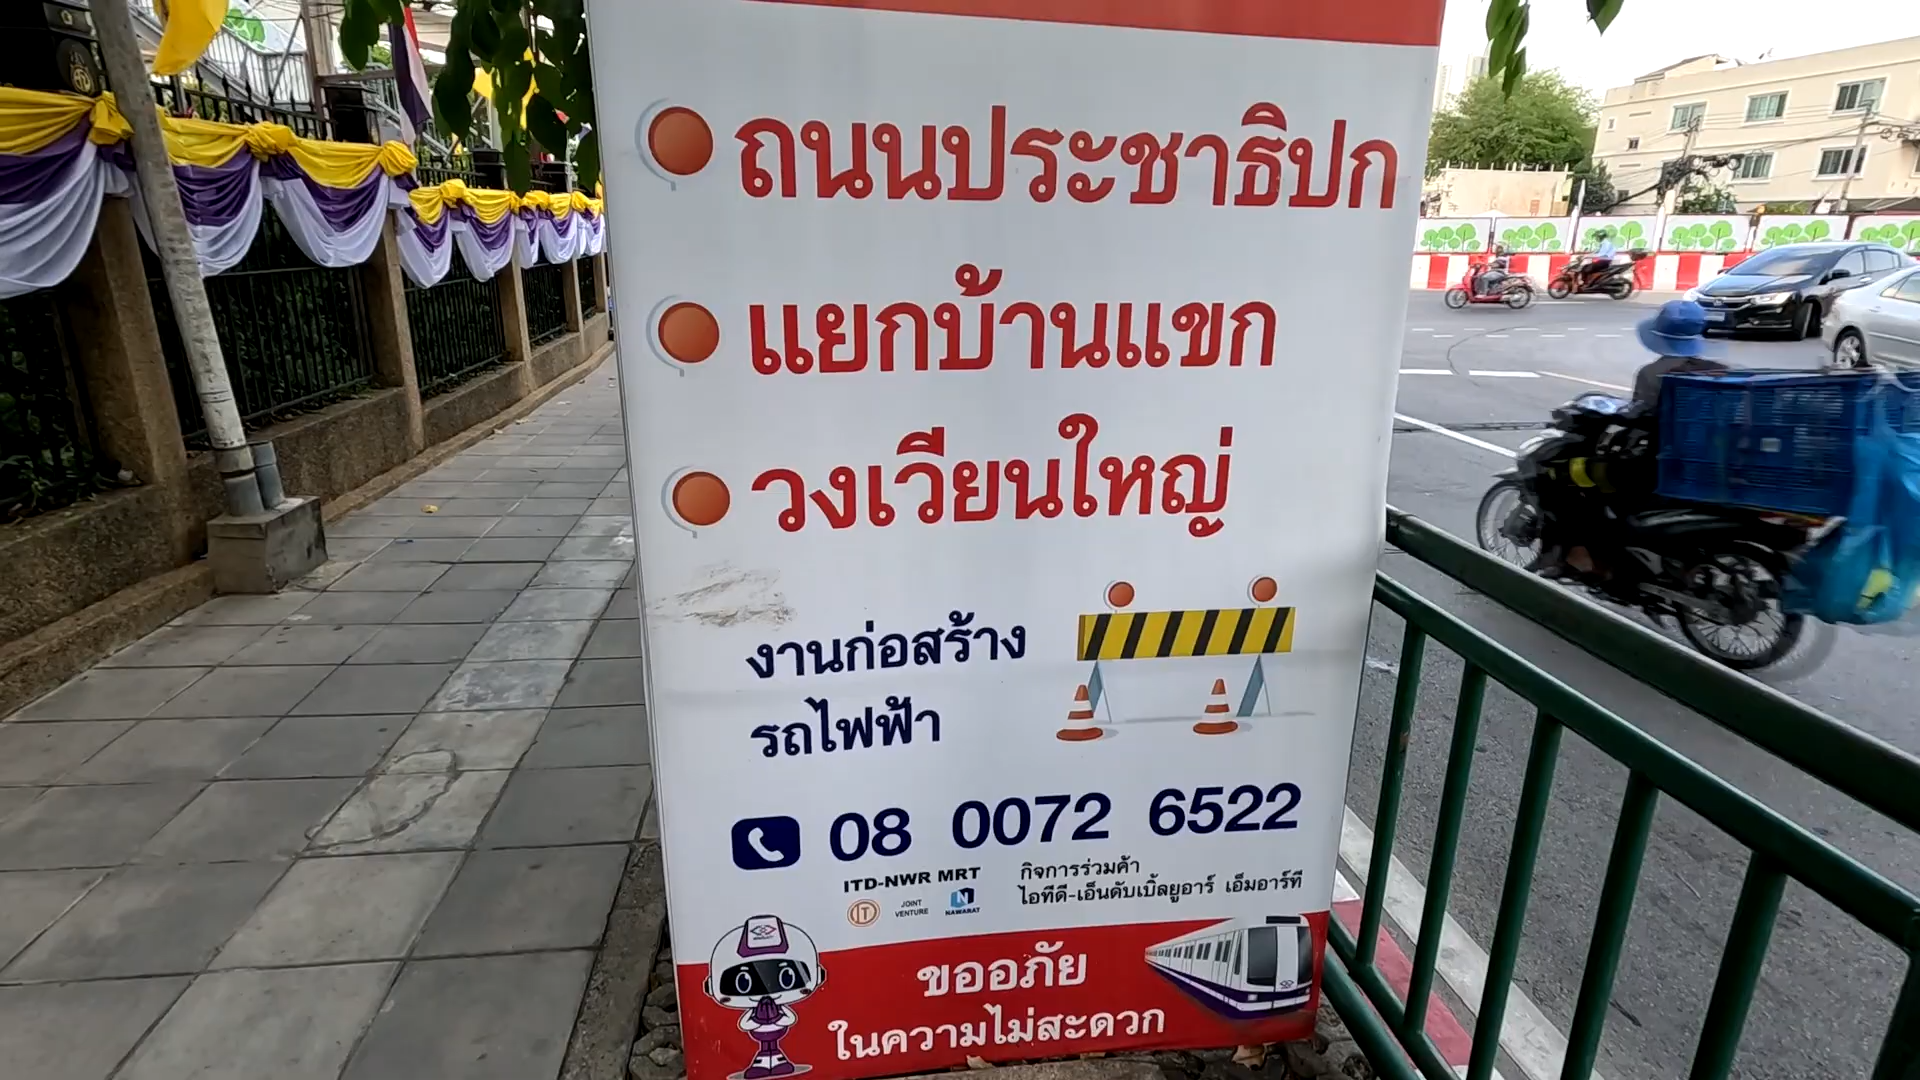 ถนนประชาธิปก
แยกบ้านแขก
วงเวียนใหญ่
งานก่อสร้าง
รถไฟฟ้า
08 0072 6522
ITD-NWR MRT
JOINT
VENTURE
NAWARAT
กิจการร่วมค้า
ไอทีดี-เอ็นดับเบิ้ลยูอาร์ เอ็มอาร์ที
ขออภัย
ในความไม่สะดวก